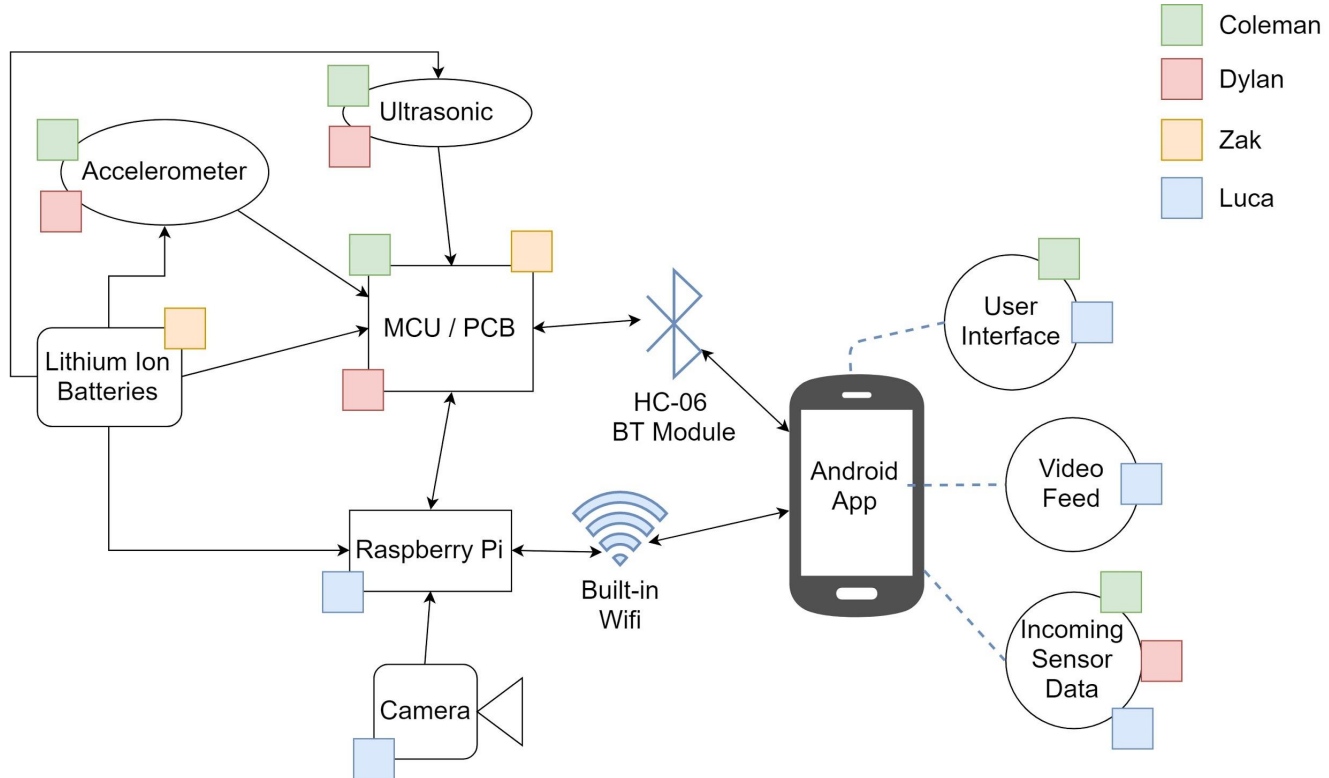 Coleman
Dylan
Zak
Luca
Ultrasonic
Accelerometer
MCU / PCB
Lithium Ion
Batteries
HC-06
BT Module
User
Interface
Android
App
Video
Feed
Raspberry Pi
Built-in
Wifi
Incoming
Sensor
Data
Camera